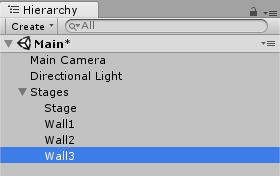 Hierarchy
Create All
Main*
Main Camera
Directional Light
Stages
Stage
Wall1
Wall2
Wall3